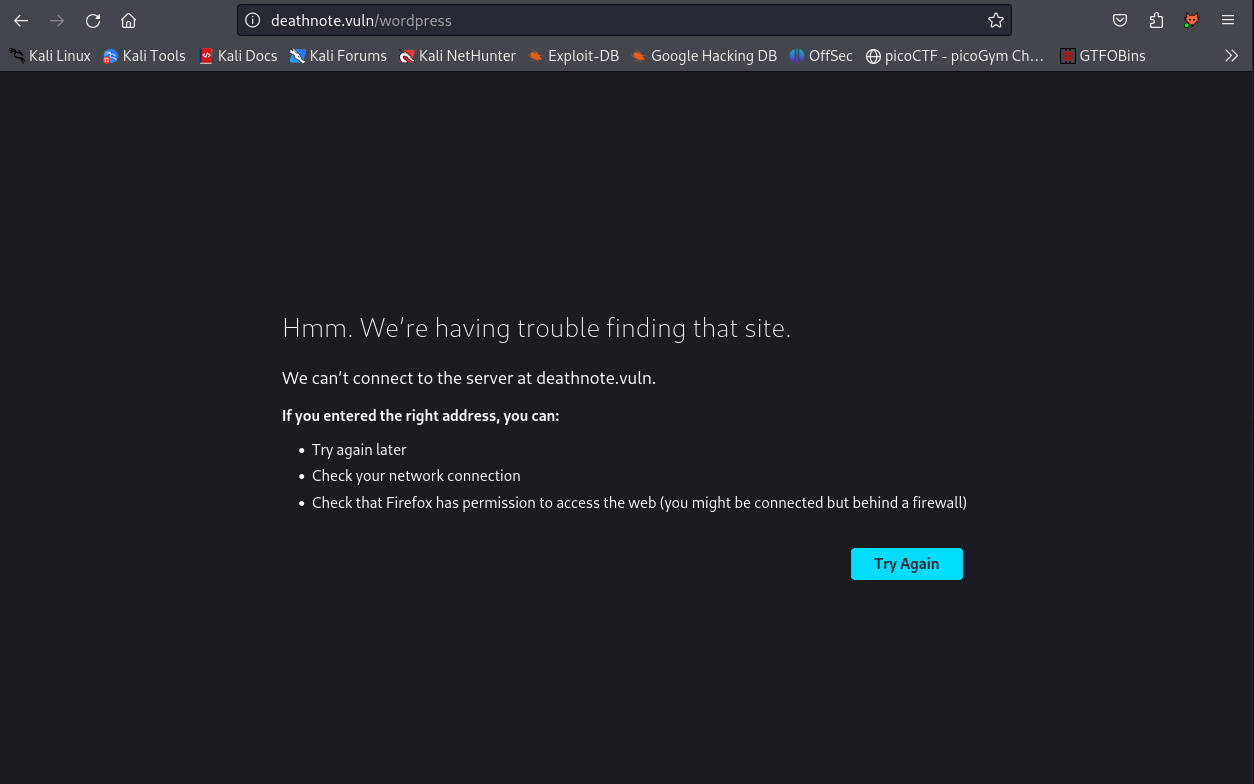 deathnote.vuln/wordpress
Kali Linux Kali Tools Kali Docs Kali Forums Kali NetHunter Exploit-DB Google Hacking DB OffSec picoCTF - picoGym Ch… GTFOBins
Hmm. We’re having trouble finding that site.
We can’t connect to the server at deathnote.vuln.
If you entered the right address, you can:
• Try again later
• Check your network connection
• Check that Firefox has permission to access the web (you might be connected but behind a firewall)
Try Again